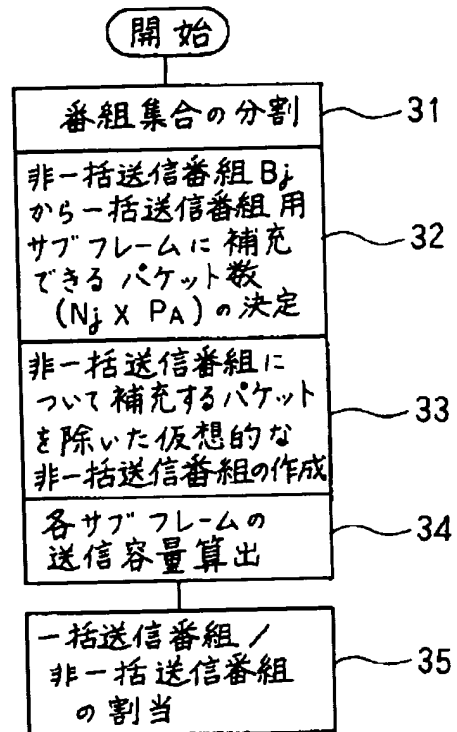 開始
番組集合の分割
31
非一括送信番組Bj
から一括送信番組用
サブフレームに補充
できるパケット数
(Nj X PA)の決定
32
非一括送信番組に
ついて補充するパケット
を除いた仮想的な
非一括送信番組の作成
33
各サブフレームの
送信容量算出
34
一括送信番組/
非一括送信番組
の割当
35